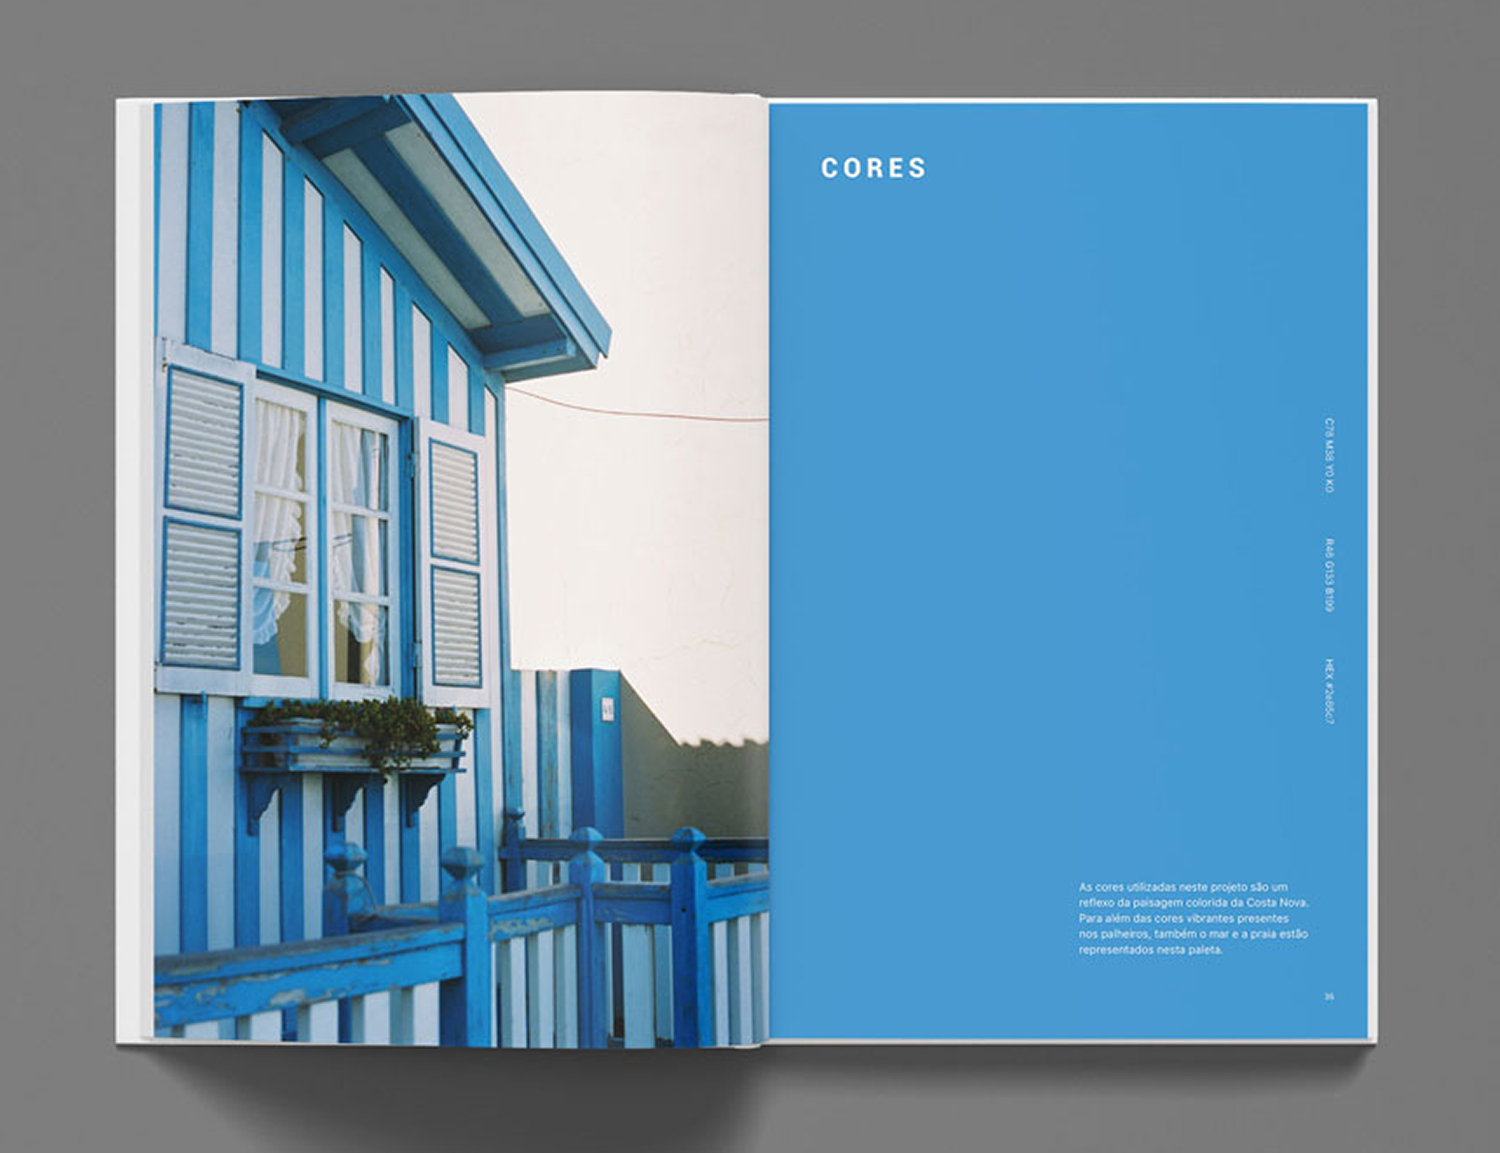 CORES
C78 M38 Y0 K0
R46 G133 B199
HEX #2e85c7
As cores utilizadas neste projeto são um
reflexo da paisagem colorida da Costa Nova.
Para além das cores vibrantes presentes
nos palheiros, também o mar e a praia estão
representados nesta paleta.